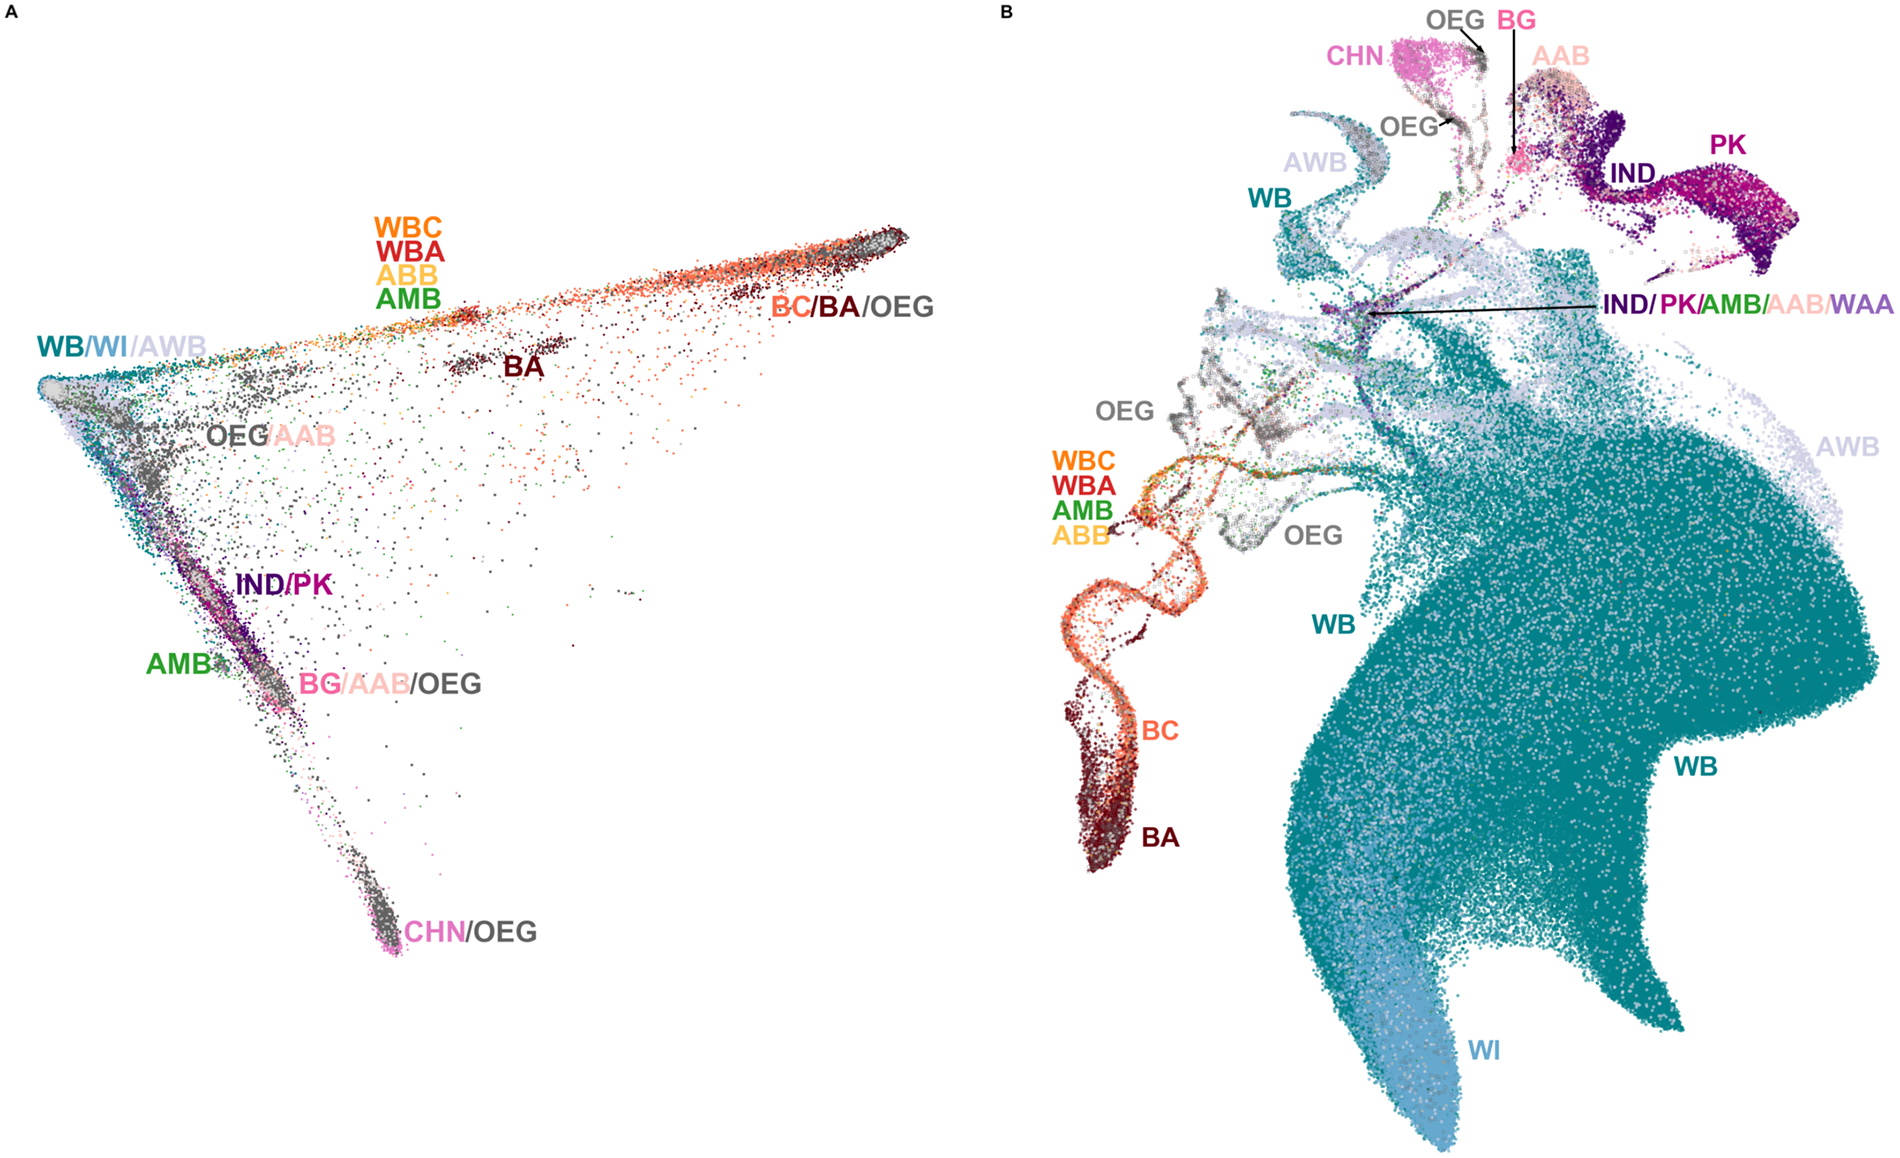 A
WBC
WBA
ABB
AMB
BC/BA/OEG
WB/WI/AWB
BA
OEG/AAB
IND/PK
AMB
BG/AAB/OEG
CHN/OEG
B
OEG BG
CHN
AAB
OEG
PK
AWB
IND
WB
IND/PK/AMB/AAB/WAA
OEG
AWB
WBC
WBA
AMB
ABB
OEG
WB
BC
WB
BA
WI